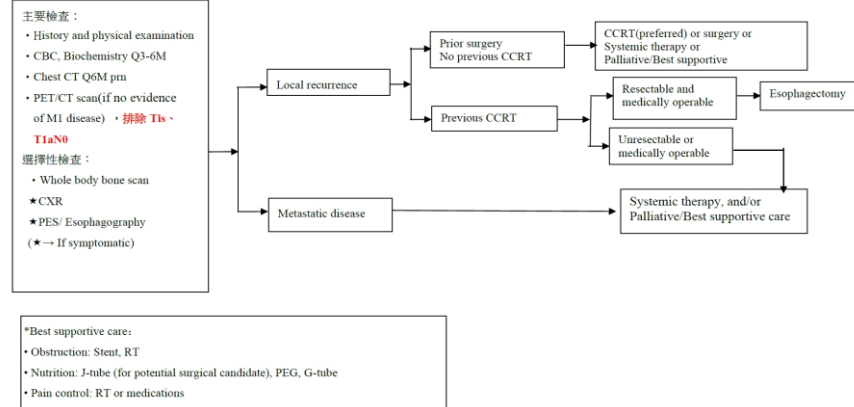 主要檢查：
・History and physical examination
・CBC, Biochemistry Q3-6M
・Chest CT Q6M prn
・PET/CT scan(if no evidence
of M1 disease) ，排除 Tis、
T1aN0
選擇性檢查：
・Whole body bone scan
★CXR
★PES/ Esophagography
(★→ If symptomatic)
Local recurrence
Metastatic disease
Prior surgery
No previous CCRT
Previous CCRT
CCRT(preferred) or surgery or
Systemic therapy or
Palliative/Best supportive
Resectable and
medically operable
Esophagectomy
Unresectable or
medically operable
Systemic therapy, and/or
Palliative/Best supportive care
*Best supportive care:
• Obstruction: Stent, RT
• Nutrition: J-tube (for potential surgical candidate), PEG, G-tube
• Pain control: RT or medications